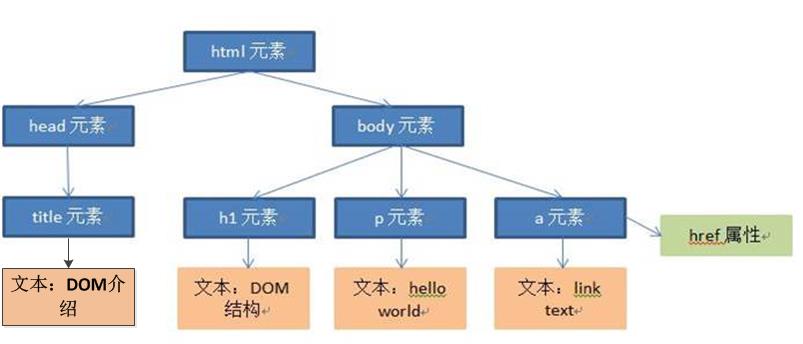 html 元素
head 元素
body 元素
title 元素
h1 元素
p 元素
a 元素
href 属性
文本：DOM介
绍
文本：DOM
结构
文本：hello
world
文本：link
text